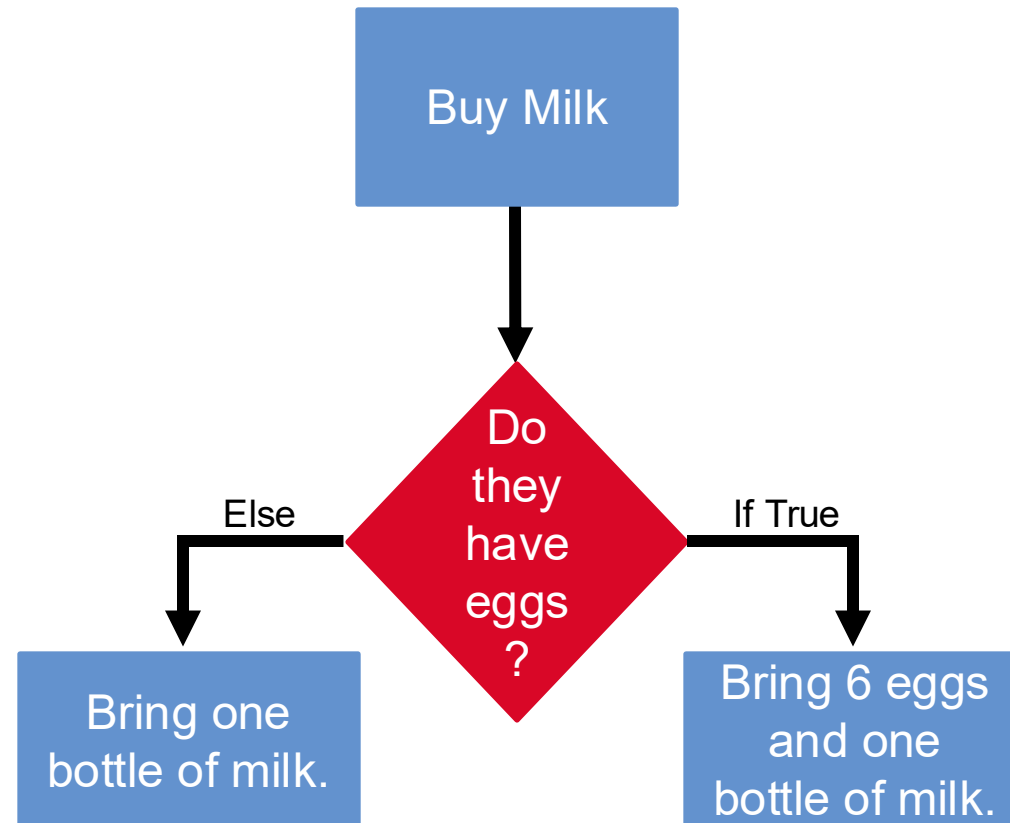 Buy Milk
Do
they
have
eggs
?
Else
If True
Bring one
bottle of milk.
Bring 6 eggs
and one
bottle of milk.